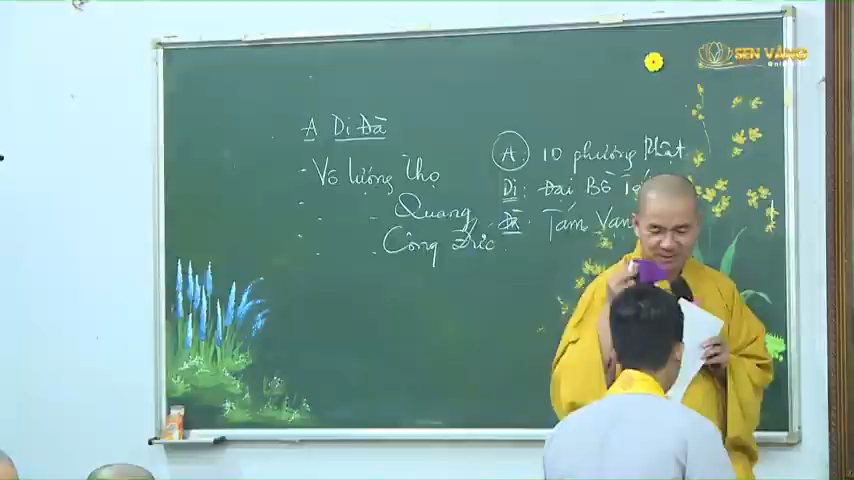 SEN VÀNG
A Di Đà
- Vô lượng Thọ
- . . Quang
- . . Công Đức
A : 10 phương Phật
Di : Đại Bồ
Đà : Tám Vạn